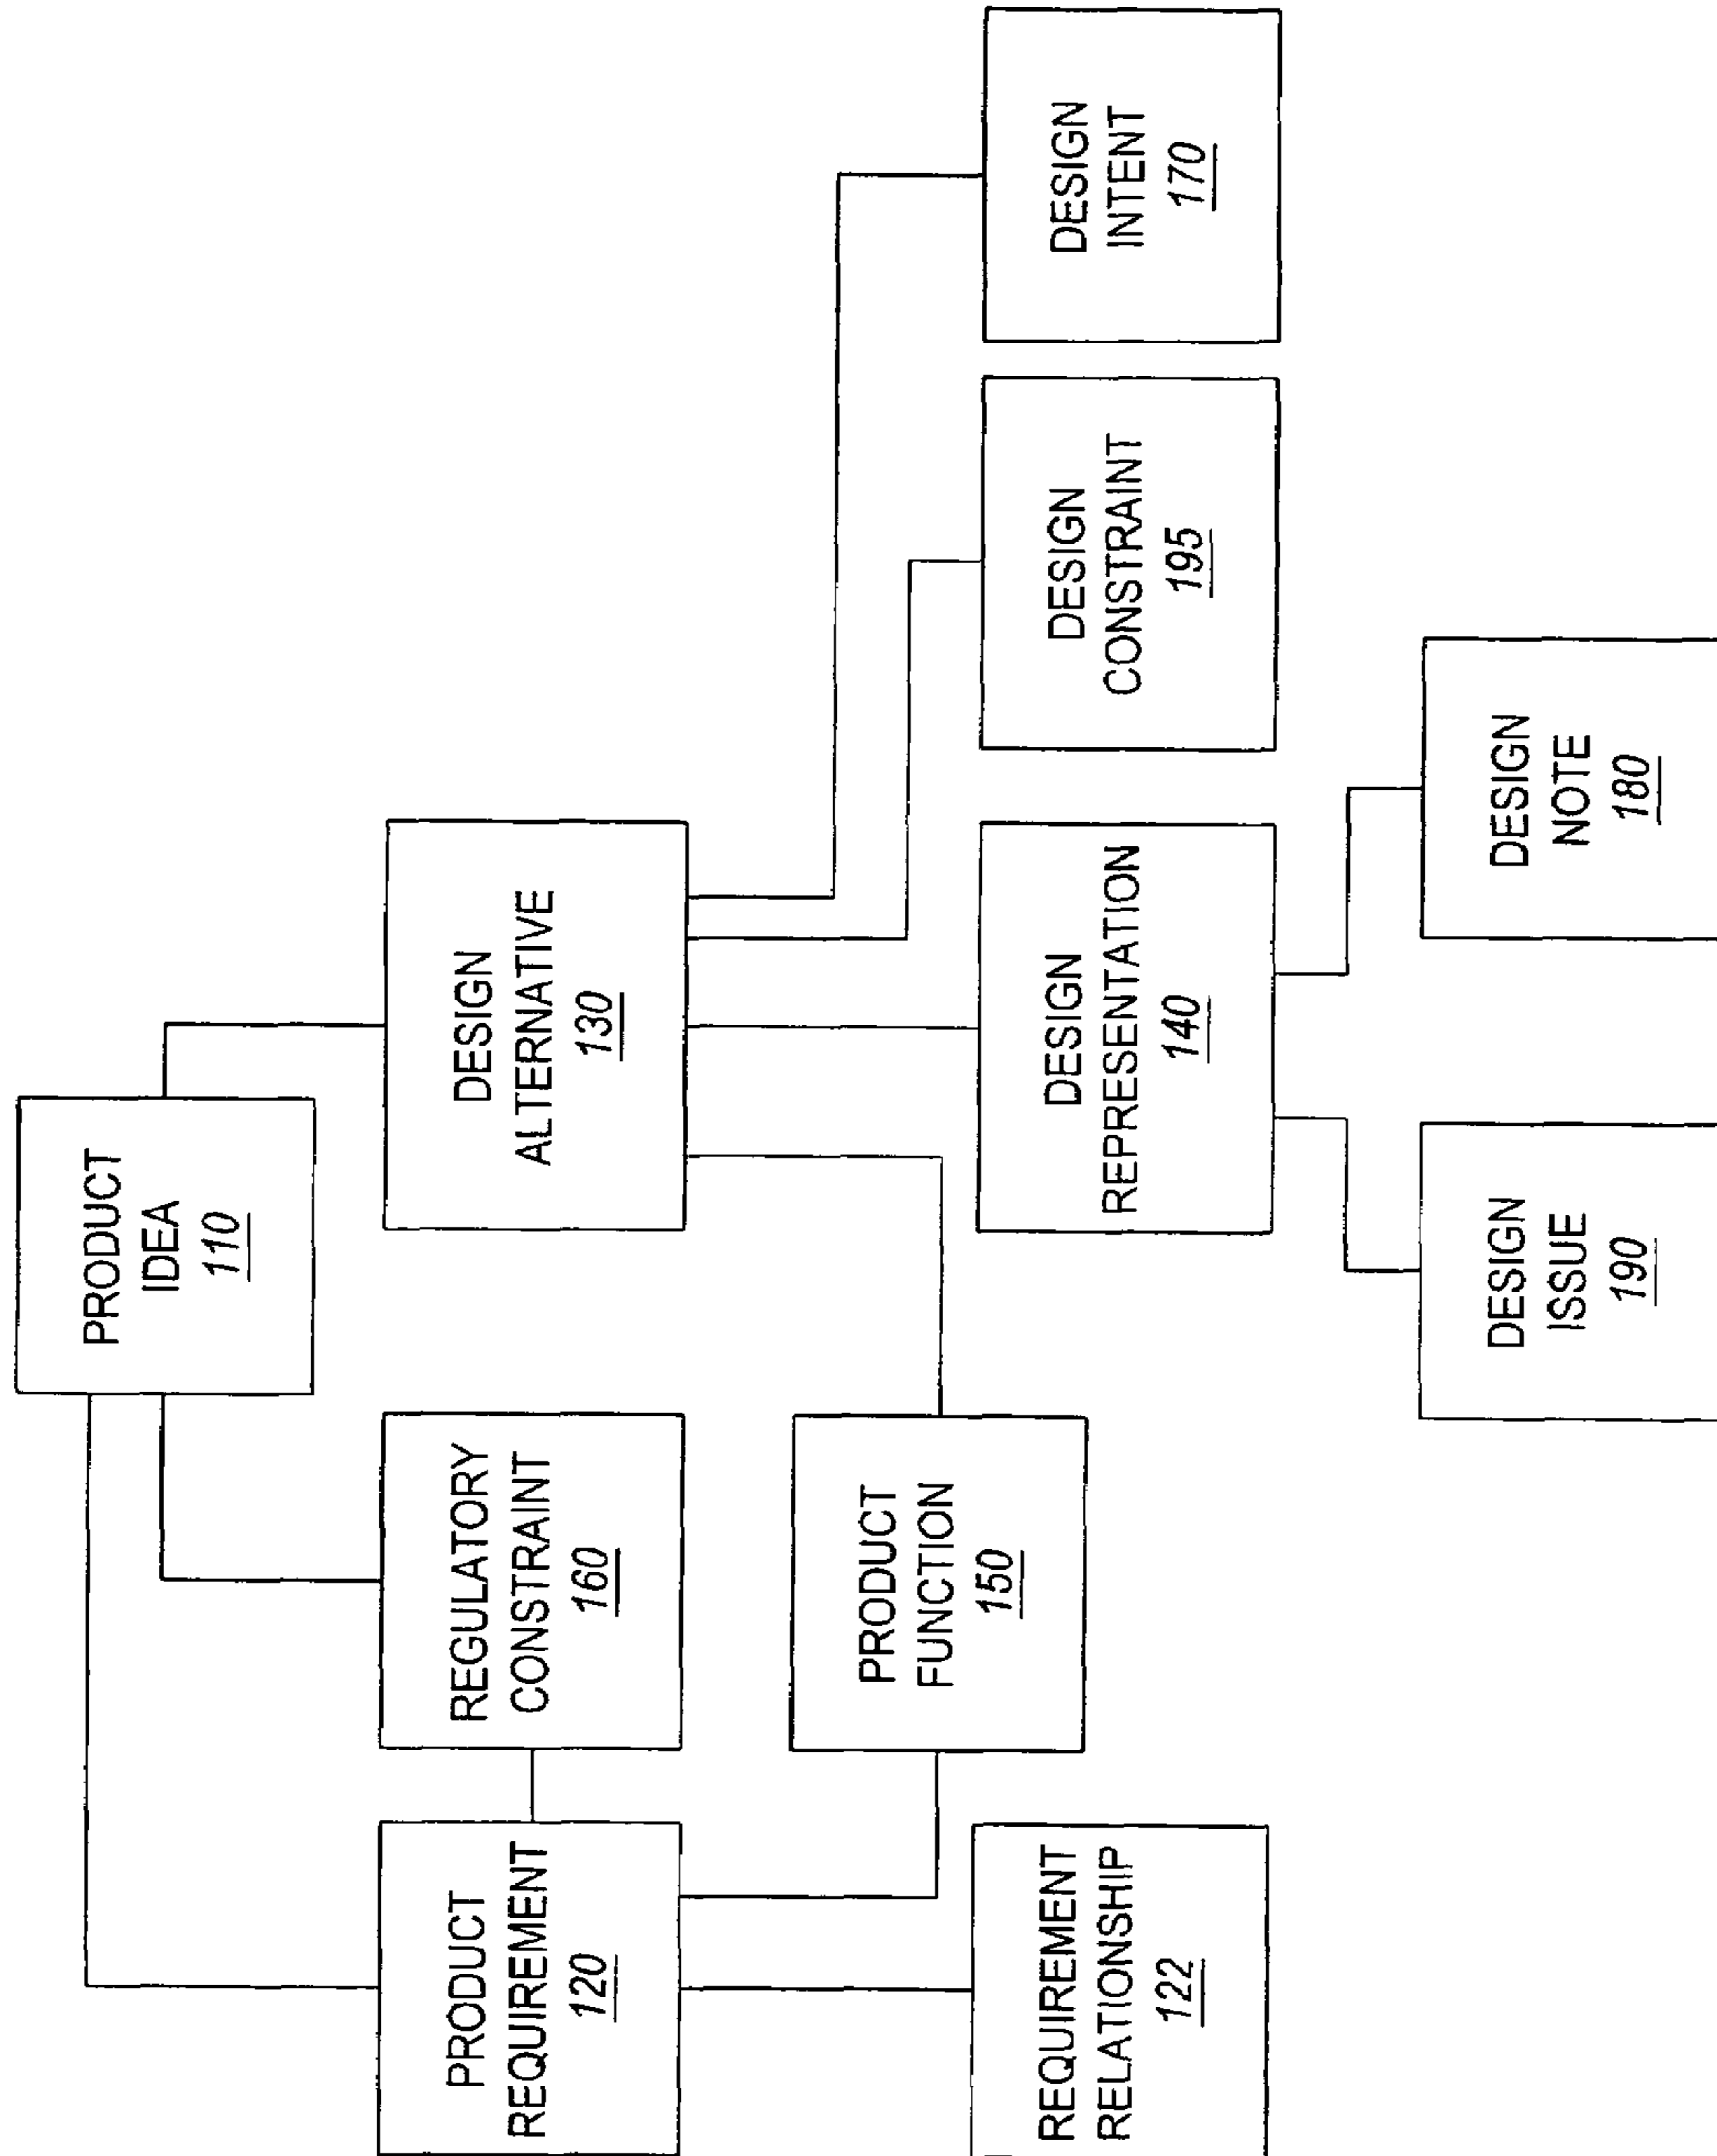 PRODUCT
IDEA
110
PRODUCT
REQUIREMENT
120
REGULATORY
CONSTRAINT
160
DESIGN
ALTERNATIVE
130
PRODUCT
FUNCTION
150
REQUIREMENT
RELATIONSHIP
122
DESIGN
REPRESENTATION
140
DESIGN
CONSTRAINT
195
DESIGN
INTENT
170
DESIGN
ISSUE
190
DESIGN
NOTE
180